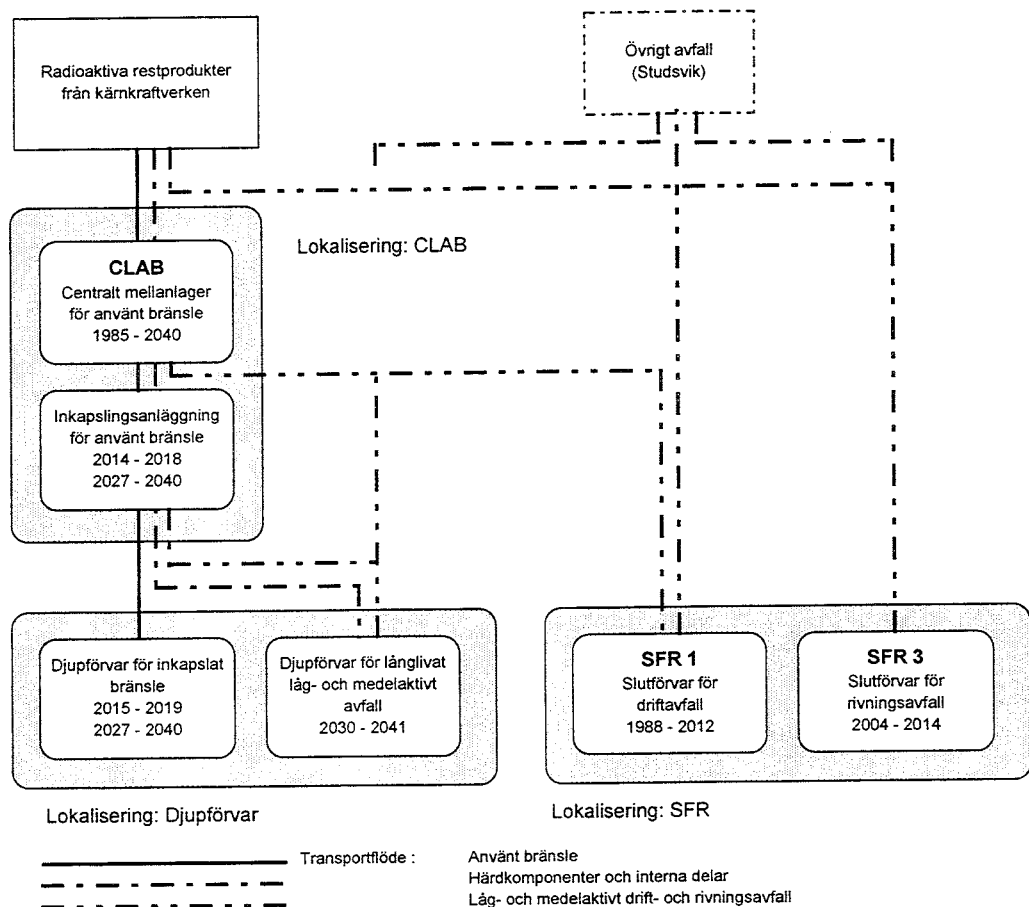 Radioaktiva restprodukter
från kärnkraftverken
Övrigt avfall
(Studsvik)
Lokalisering: CLAB
CLAB
Centralt mellanlager
för använt bränsle
1985 - 2040
Inkapslingsanläggning
för använt bränsle
2014 - 2018
2027 - 2040
Djupförvar för inkapslat
bränsle
2015 - 2019
2027 - 2040
Djupförvar för långlivat
låg- och medelaktivt
avfall
2030 - 2041
SFR 1
Slutförvar för
driftavfall
1988 - 2012
SFR 3
Slutförvar för
rivningsavfall
2004 - 2014
Lokalisering: Djupförvar
Lokalisering: SFR
Transportflöde :
Använt bränsle
Härdkomponenter och interna delar
Låg- och medelaktivt drift- och rivningsavfall